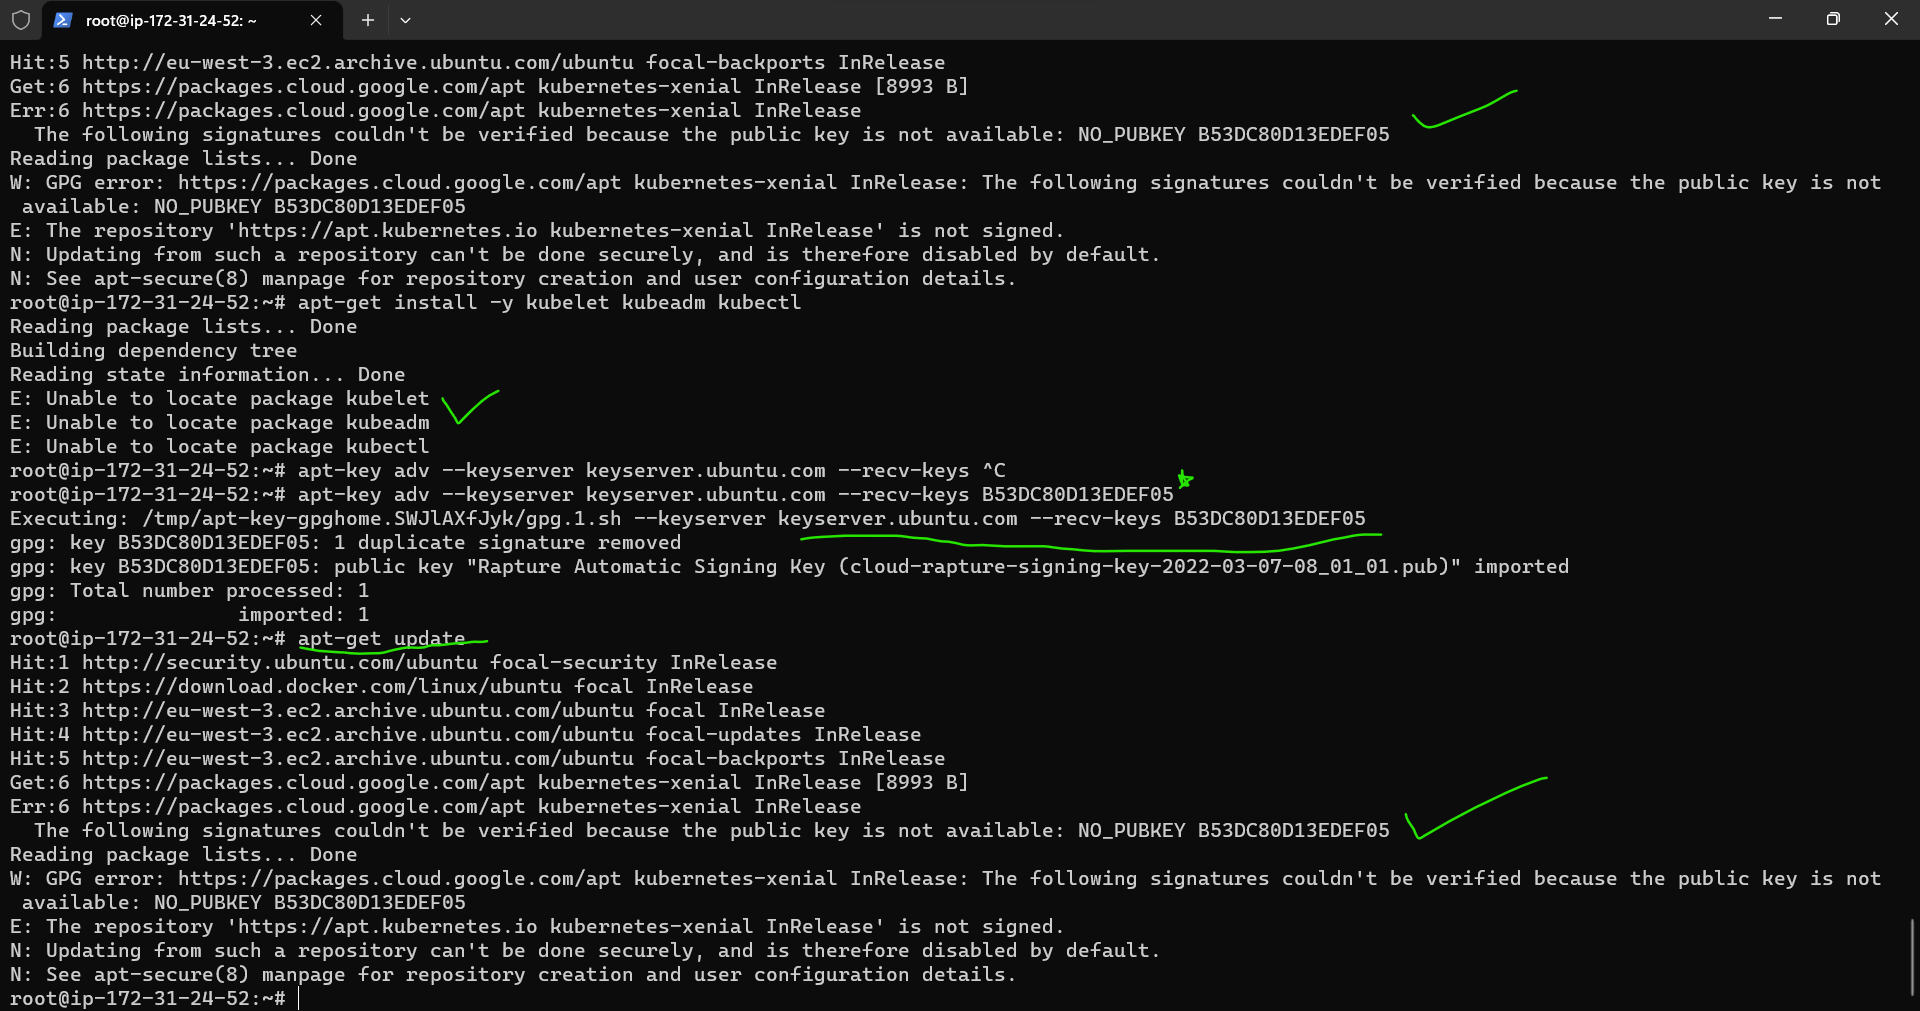 root@ip-172-31-24-52: ~
Hit:5 http://eu-west-3.ec2.archive.ubuntu.com/ubuntu focal-backports InRelease
Get:6 https://packages.cloud.google.com/apt kubernetes-xenial InRelease [8993 B]
Err:6 https://packages.cloud.google.com/apt kubernetes-xenial InRelease
  The following signatures couldn't be verified because the public key is not available: NO_PUBKEY B53DC80D13EDEF05
Reading package lists... Done
W: GPG error: https://packages.cloud.google.com/apt kubernetes-xenial InRelease: The following signatures couldn't be verified because the public key is not
 available: NO_PUBKEY B53DC80D13EDEF05
E: The repository 'https://apt.kubernetes.io kubernetes-xenial InRelease' is not signed.
N: Updating from such a repository can't be done securely, and is therefore disabled by default.
N: See apt-secure(8) manpage for repository creation and user configuration details.
root@ip-172-31-24-52:~# apt-get install -y kubelet kubeadm kubectl
Reading package lists... Done
Building dependency tree
Reading state information... Done
E: Unable to locate package kubelet
E: Unable to locate package kubeadm
E: Unable to locate package kubectl
root@ip-172-31-24-52:~# apt-key adv --keyserver keyserver.ubuntu.com --recv-keys ^C
root@ip-172-31-24-52:~# apt-key adv --keyserver keyserver.ubuntu.com --recv-keys B53DC80D13EDEF05
Executing: /tmp/apt-key-gpghome.SWJlAXfJyk/gpg.1.sh --keyserver keyserver.ubuntu.com --recv-keys B53DC80D13EDEF05
gpg: key B53DC80D13EDEF05: 1 duplicate signature removed
gpg: key B53DC80D13EDEF05: public key "Rapture Automatic Signing Key (cloud-rapture-signing-key-2022-03-07-08_01_01.pub)" imported
gpg: Total number processed: 1
gpg:               imported: 1
root@ip-172-31-24-52:~# apt-get update
Hit:1 http://security.ubuntu.com/ubuntu focal-security InRelease
Hit:2 https://download.docker.com/linux/ubuntu focal InRelease
Hit:3 http://eu-west-3.ec2.archive.ubuntu.com/ubuntu focal InRelease
Hit:4 http://eu-west-3.ec2.archive.ubuntu.com/ubuntu focal-updates InRelease
Hit:5 http://eu-west-3.ec2.archive.ubuntu.com/ubuntu focal-backports InRelease
Get:6 https://packages.cloud.google.com/apt kubernetes-xenial InRelease [8993 B]
Err:6 https://packages.cloud.google.com/apt kubernetes-xenial InRelease
  The following signatures couldn't be verified because the public key is not available: NO_PUBKEY B53DC80D13EDEF05
Reading package lists... Done
W: GPG error: https://packages.cloud.google.com/apt kubernetes-xenial InRelease: The following signatures couldn't be verified because the public key is not
 available: NO_PUBKEY B53DC80D13EDEF05
E: The repository 'https://apt.kubernetes.io kubernetes-xenial InRelease' is not signed.
N: Updating from such a repository can't be done securely, and is therefore disabled by default.
N: See apt-secure(8) manpage for repository creation and user configuration details.
root@ip-172-31-24-52:~#